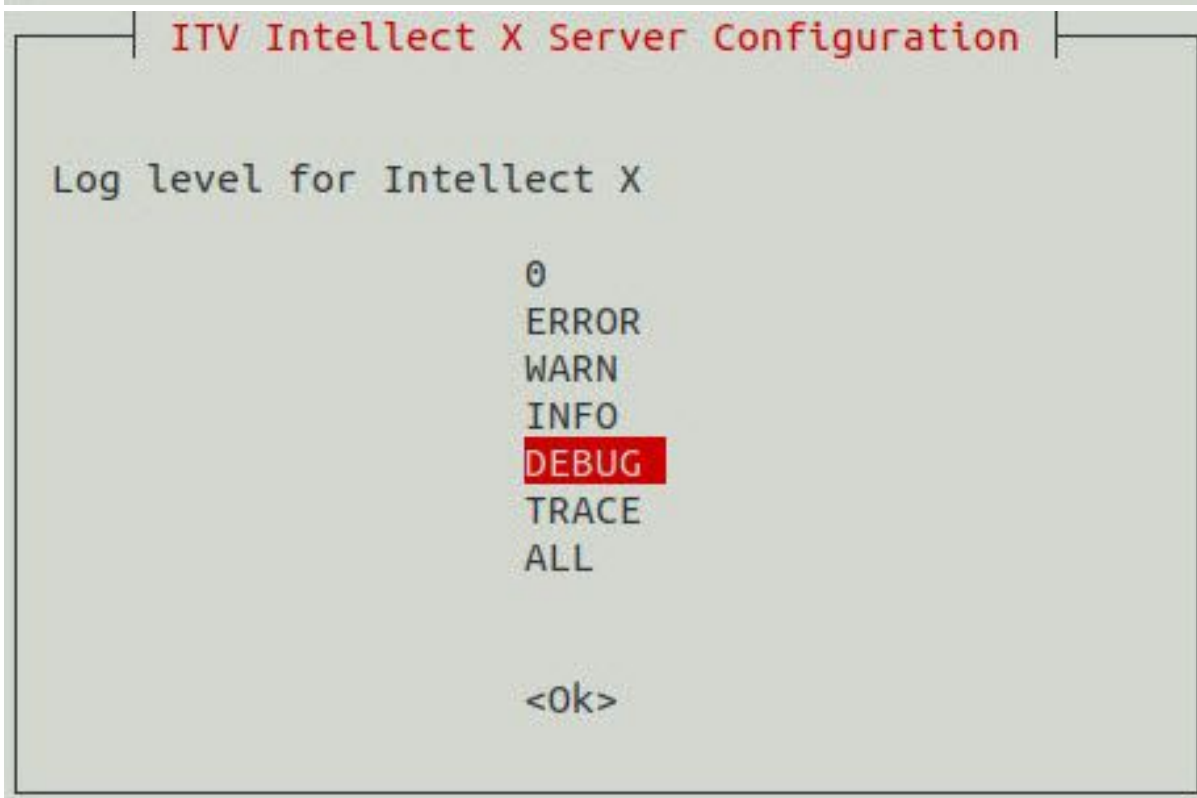 ITV Intellect X Server Configuration
Log level for Intellect X
0
ERROR
WARN
INFO
DEBUG
TRACE
ALL
<Ok>